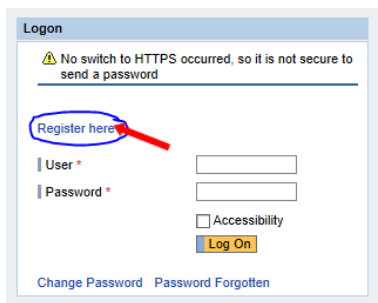 Logon
No switch to HTTPS occurred, so it is not secure to
send a password
Register here
User *
Password *
Accessibility
Log On
Change Password Password Forgotten